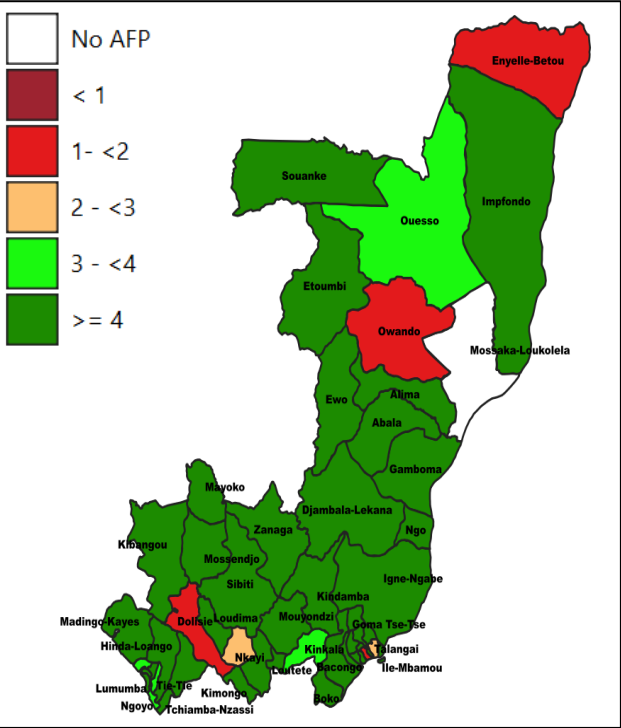 No AFP
< 1
1- <2
2 - <3
3 - <4
>= 4
Enyelle-Betou
Souanke
Impfondo
Ouesso
Etoumbi
Owando
Mossaka-Loukolela
Alima
Ewo
Abala
Gamboma
Mayoko
Djambala-Lekana
Zanaga
Ngo
Kibangou
Mossendjo
Igne-Ngabe
Sibiti
Kindamba
Madingo-Kayes
Dolisie
Loudima
Mouyondzi
Goma Tse-Tse
Hinda-Loango
Kinkala
Talangai
Nkayi
Bacongo
Ile-Mbamou
Loutete
Lumumba
Tie-Tie
Kimongo
Boko
Ngoyo
Tchiamba-Nzassi